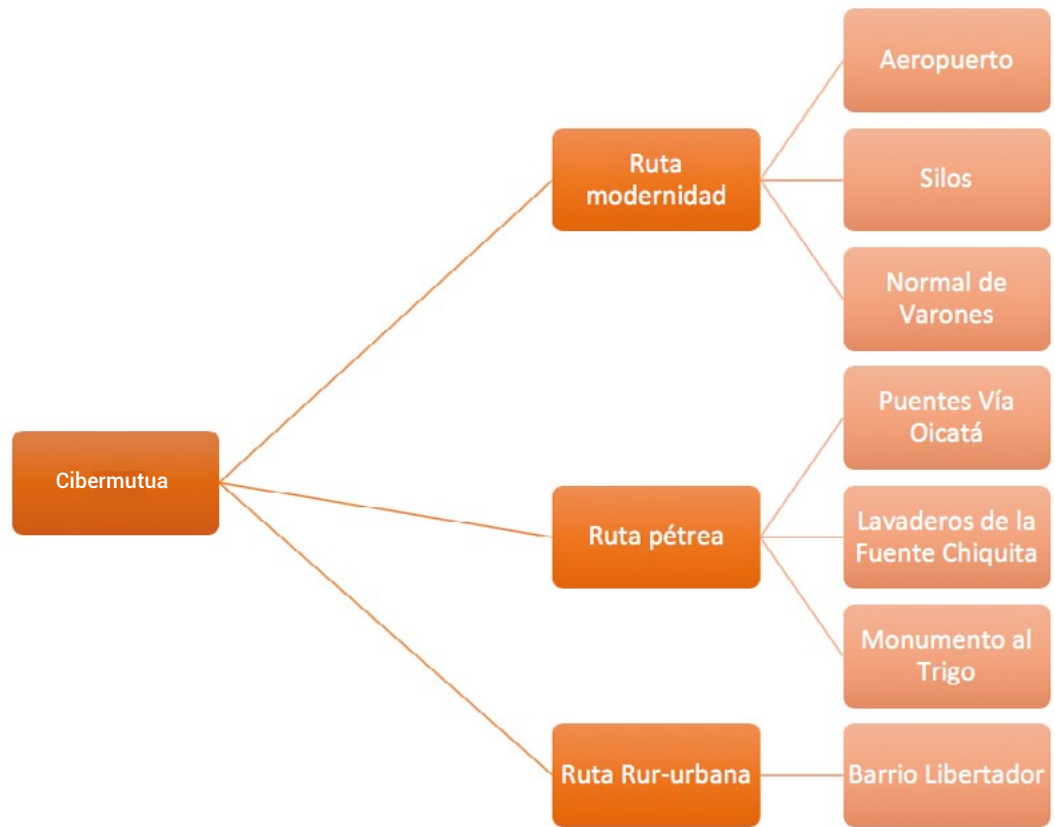 Aeropuerto
Ruta
modernidad
Silos
Normal de
Varones
Puentes Vía
Oicatá
Cibermutua
Ruta pétrea
Lavaderos de la
Fuente Chiquita
Monumento al
Trigo
Ruta Rur-urbana
Barrio Libertador